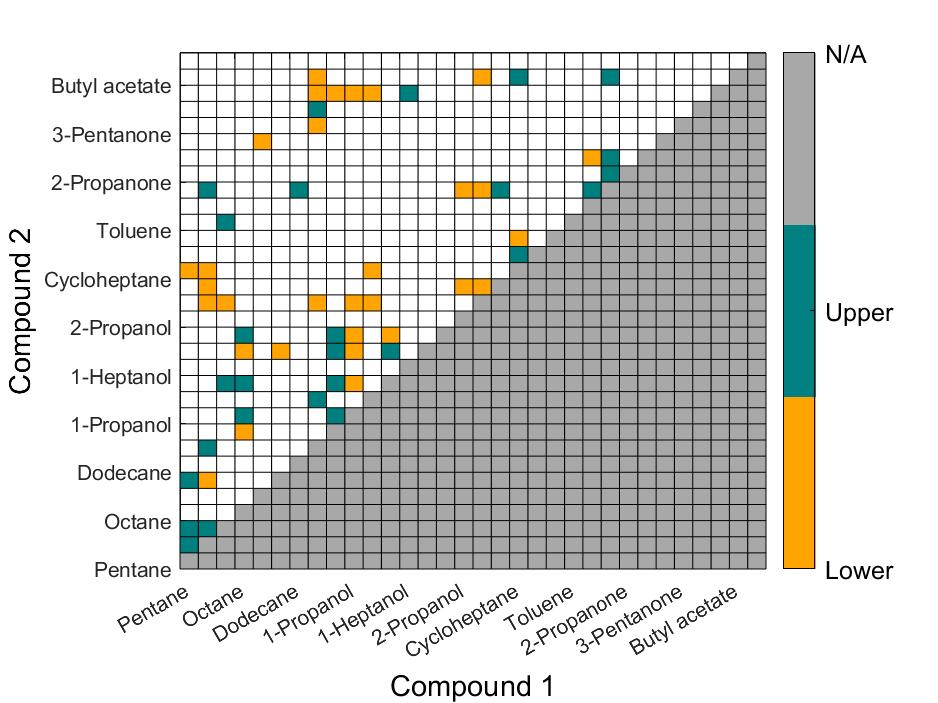 N/A
Butyl acetate
3-Pentanone
2-Propanone
Toluene
Cycloheptane
2-Propanol
1-Heptanol
1-Propanol
Dodecane
Octane
Pentane
Compound 2
Upper
Lower
Pentane
Octane
Dodecane
1-Propanol
1-Heptanol
2-Propanol
Cycloheptane
Toluene
2-Propanone
3-Pentanone
Butyl acetate
Compound 1